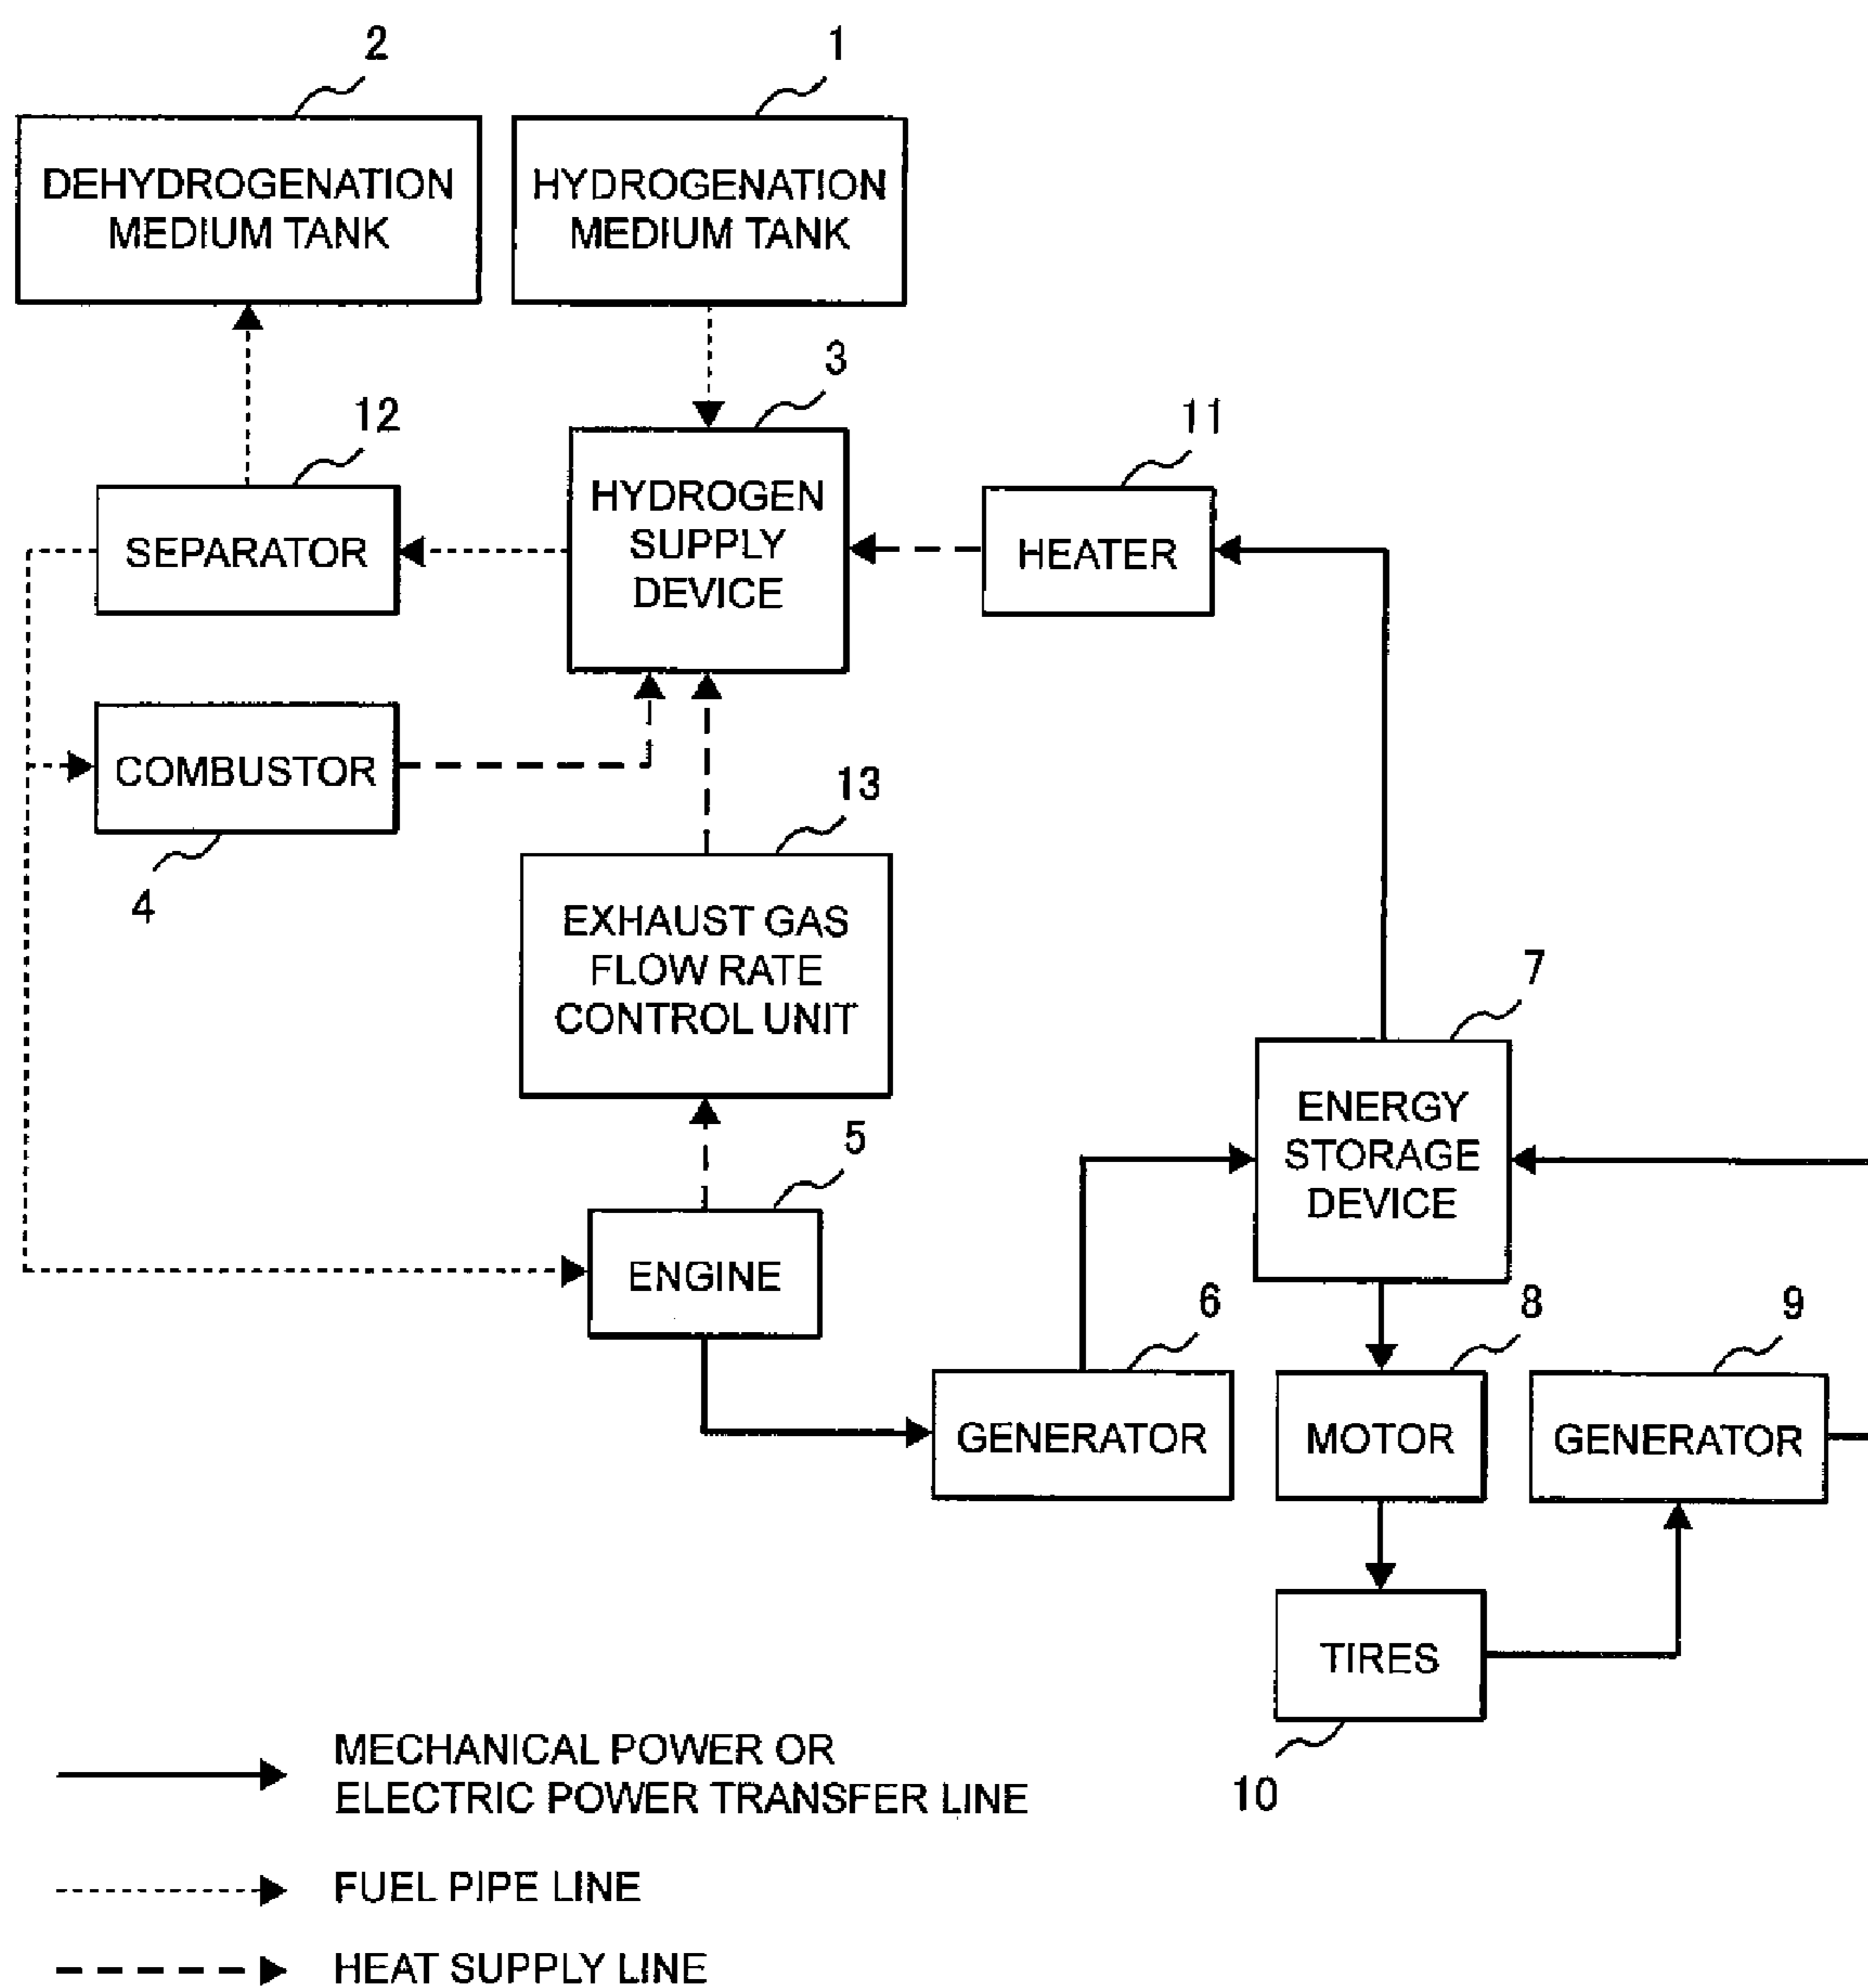 2
1
DEHYDROGENATION
MEDIUM TANK
HYDROGENATION
MEDIUM TANK
3
12
11
HYDROGEN
SUPPLY
DEVICE
SEPARATOR
HEATER
COMBUSTOR
4
13
EXHAUST GAS
FLOW RATE
CONTROL UNIT
7
ENERGY
STORAGE
DEVICE
5
ENGINE
6
8
9
GENERATOR
MOTOR
GENERATOR
TIRES
10
MECHANICAL POWER OR
ELECTRIC POWER TRANSFER LINE
FUEL PIPE LINE
HEAT SUPPLY LINE